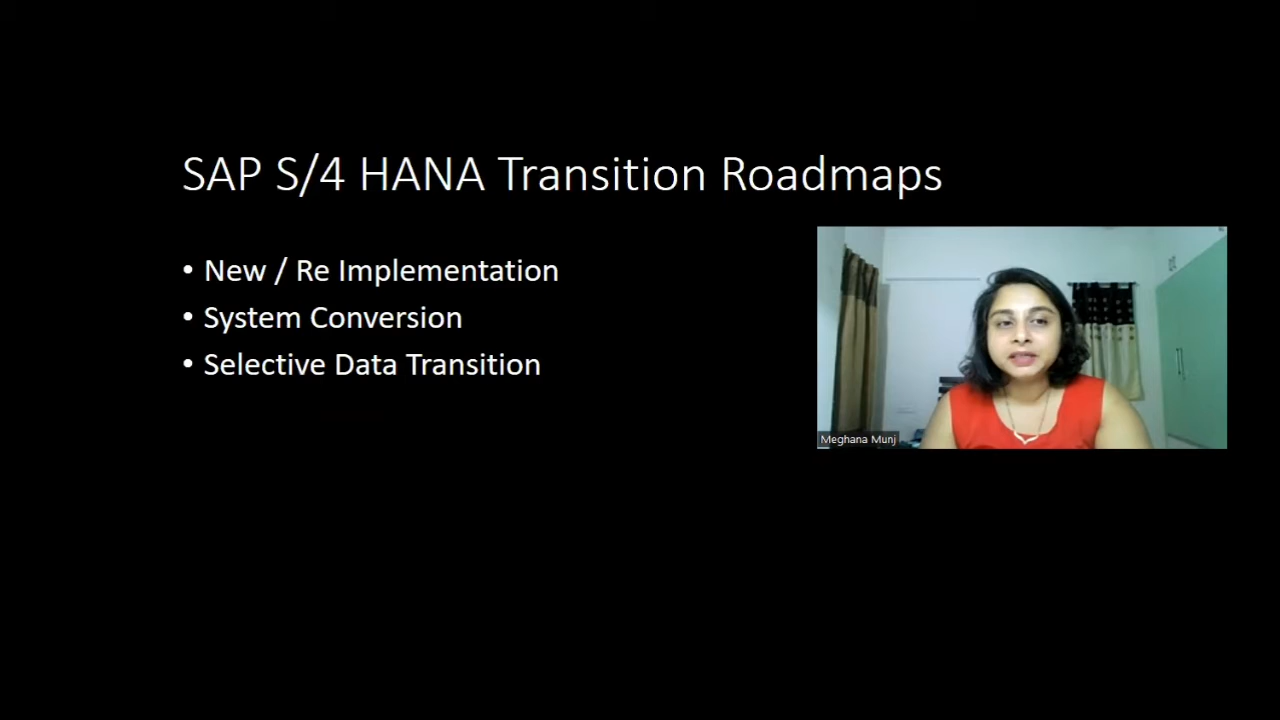 SAP S/4 HANA Transition Roadmaps
• New / Re Implementation
• System Conversion
• Selective Data Transition
Meghana Munj